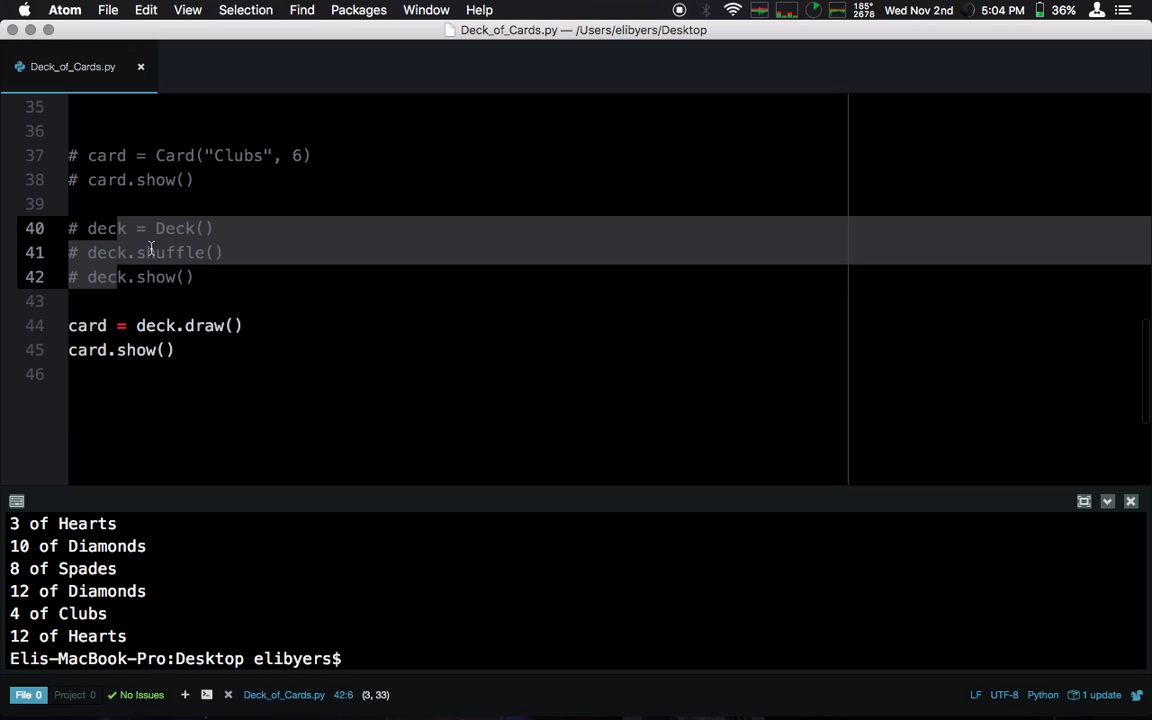 Atom File Edit View Selection Find Packages Window Help 185° 2678 Wed Nov 2nd 5:04 PM 36%
Deck_of_Cards.py — /Users/elibyers/Desktop
Deck_of_Cards.py
35
36
37 # card = Card("Clubs", 6)
38 # card.show()
39
40 # deck = Deck()
41 # deck.shuffle()
42 # deck.show()
43
44 card = deck.draw()
45 card.show()
46
3 of Hearts
10 of Diamonds
8 of Spades
12 of Diamonds
4 of Clubs
12 of Hearts
Elis-MacBook-Pro:Desktop elibyers$
File 0 Project 0 No Issues Deck_of_Cards.py 42:6 (3, 33) LF UTF-8 Python 1 update